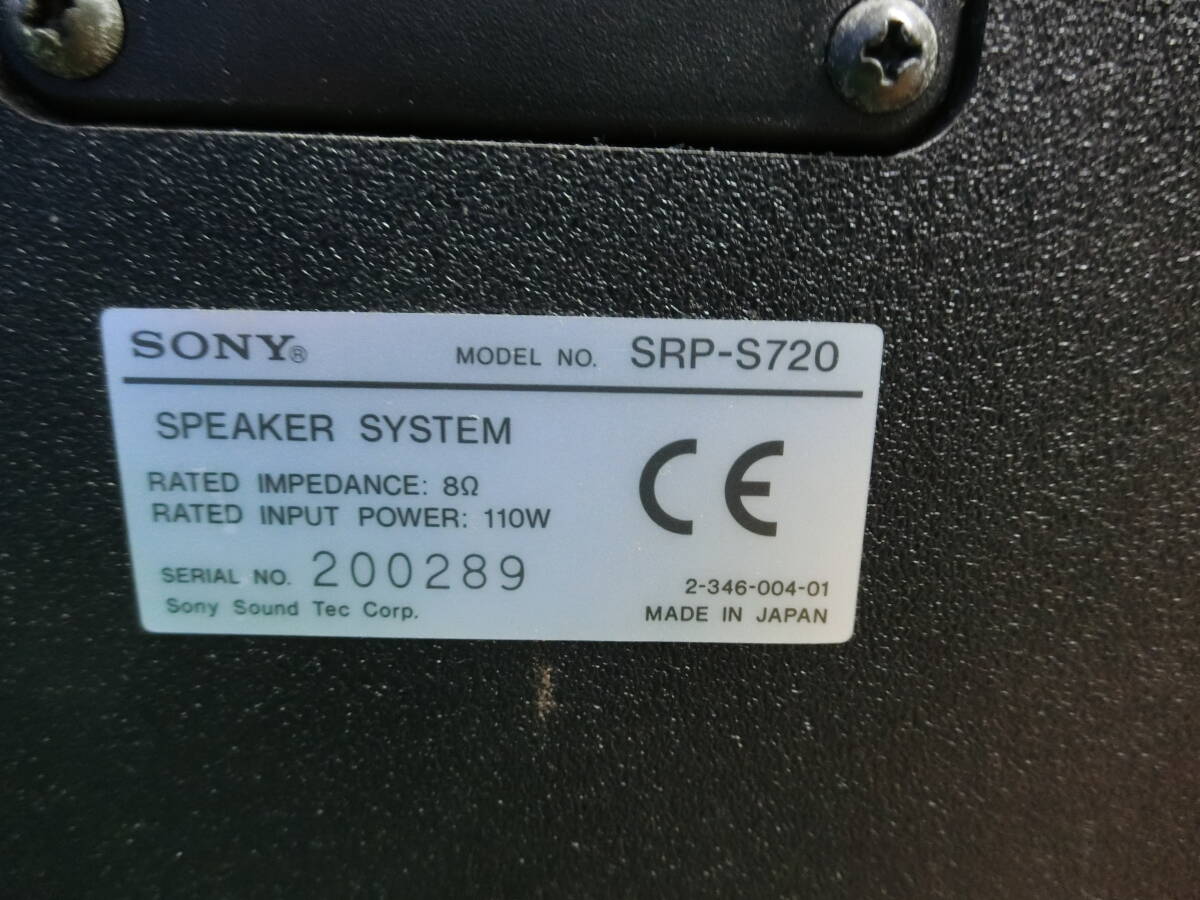 SONY® MODEL NO. SRP-S720
SPEAKER SYSTEM
RATED IMPEDANCE: 8Ω
RATED INPUT POWER: 110W
CE
SERIAL NO. 200289
Sony Sound Tec Corp.
2-346-004-01
MADE IN JAPAN